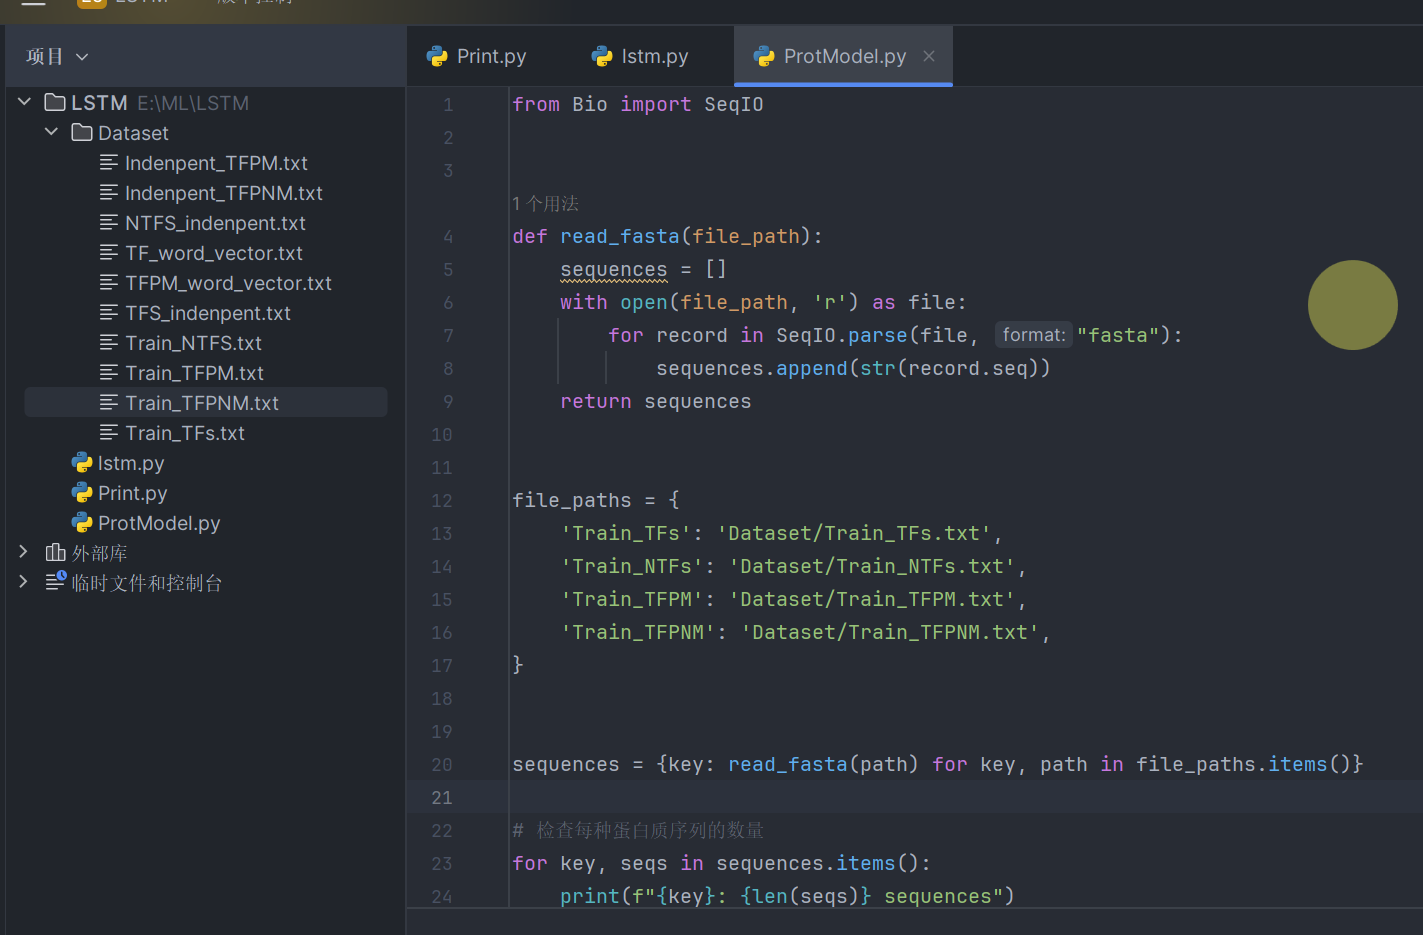 项目
LSTM E:\ML\LSTM
Dataset
Indenpent_TFPM.txt
Indenpent_TFPNM.txt
NTFS_indenpent.txt
TF_word_vector.txt
TFPM_word_vector.txt
TFS_indenpent.txt
Train_NTFS.txt
Train_TFPM.txt
Train_TFPNM.txt
Train_TFs.txt
lstm.py
Print.py
ProtModel.py
外部库
临时文件和控制台
Print.py lstm.py ProtModel.py
1 from Bio import SeqIO
2
3
1 个用法
4 def read_fasta(file_path):
5 sequences = []
6 with open(file_path, 'r') as file:
7 for record in SeqIO.parse(file, format: "fasta"):
8 sequences.append(str(record.seq))
9 return sequences
10
11
12 file_paths = {
13 'Train_TFs': 'Dataset/Train_TFs.txt',
14 'Train_NTFs': 'Dataset/Train_NTFs.txt',
15 'Train_TFPM': 'Dataset/Train_TFPM.txt',
16 'Train_TFPNM': 'Dataset/Train_TFPNM.txt',
17 }
18
19
20 sequences = {key: read_fasta(path) for key, path in file_paths.items()}
21
22 # 检查每种蛋白质序列的数量
23 for key, seqs in sequences.items():
24 print(f"{key}: {len(seqs)} sequences")